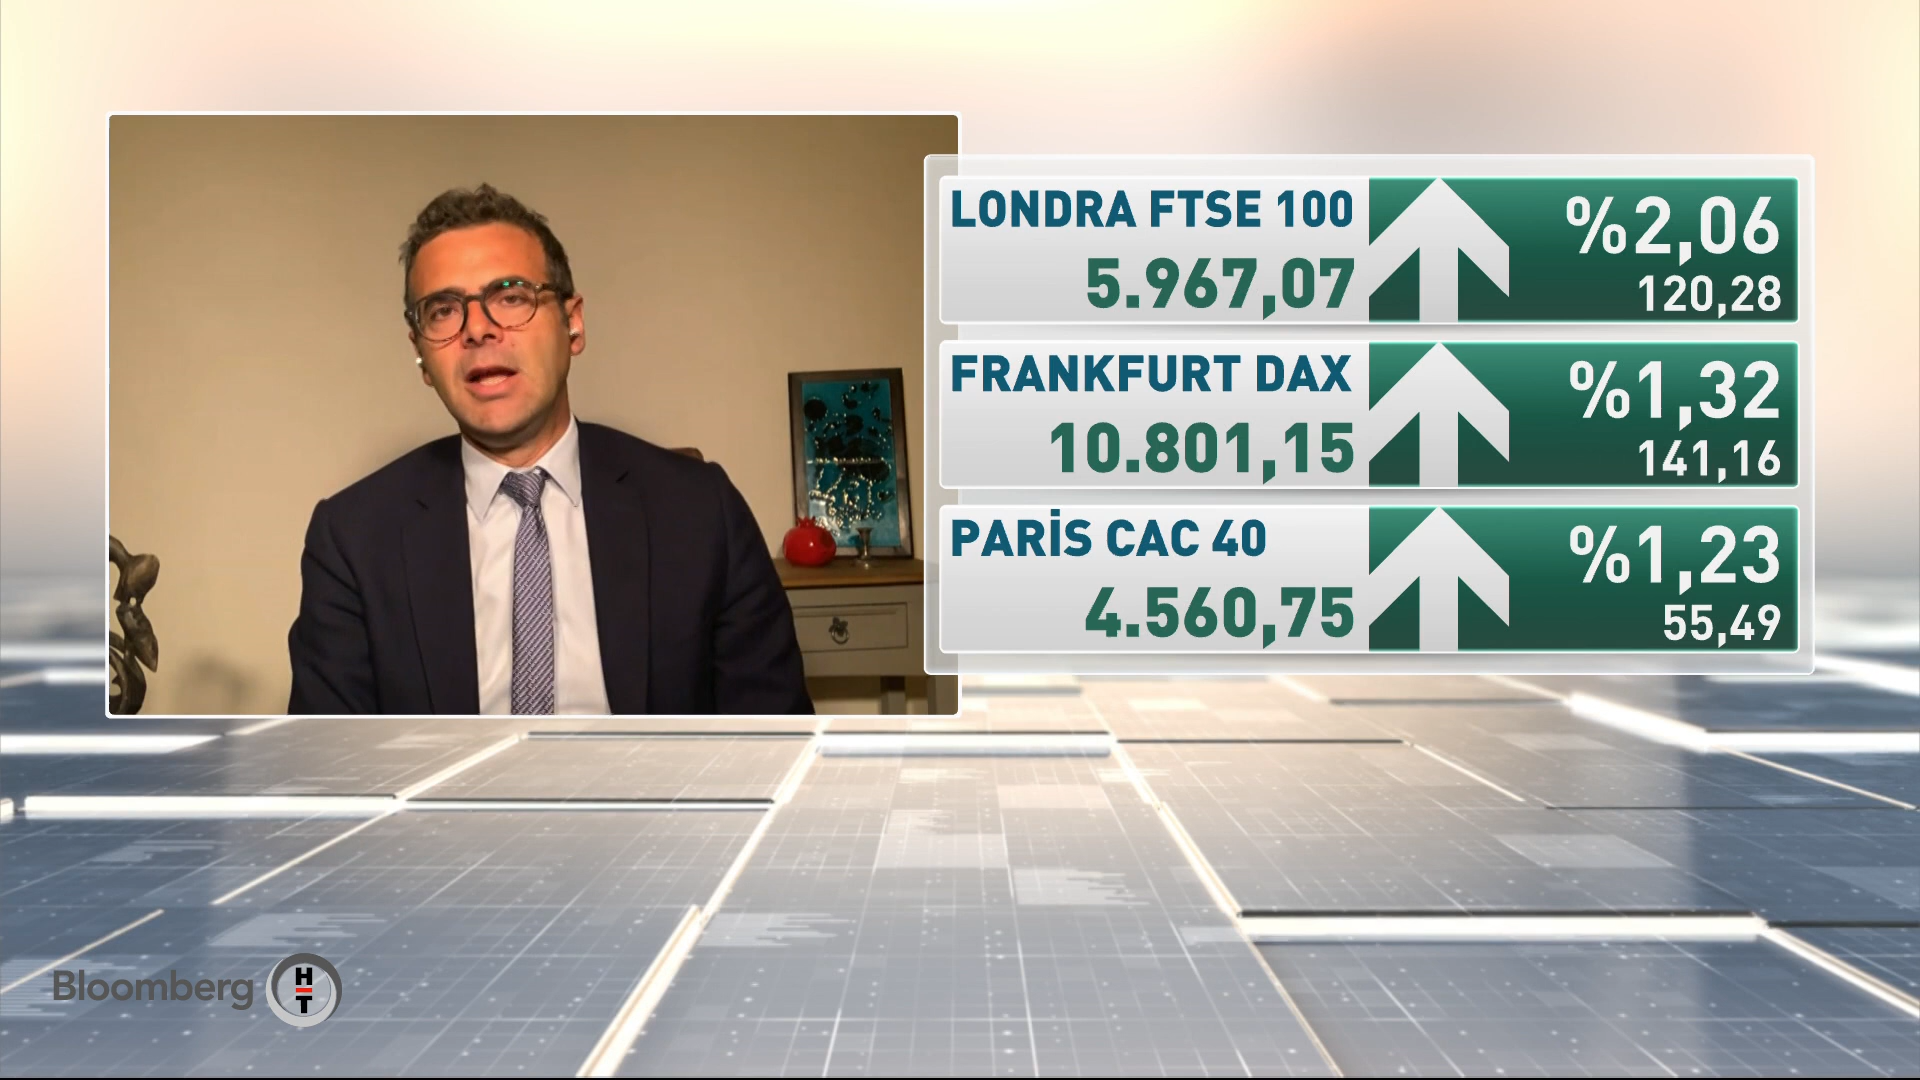 LONDRA FTSE 100
5.967,07
%2,06
120,28
FRANKFURT DAX
10.801,15
%1,32
141,16
PARİS CAC 40
4.560,75
%1,23
55,49
Bloomberg HT